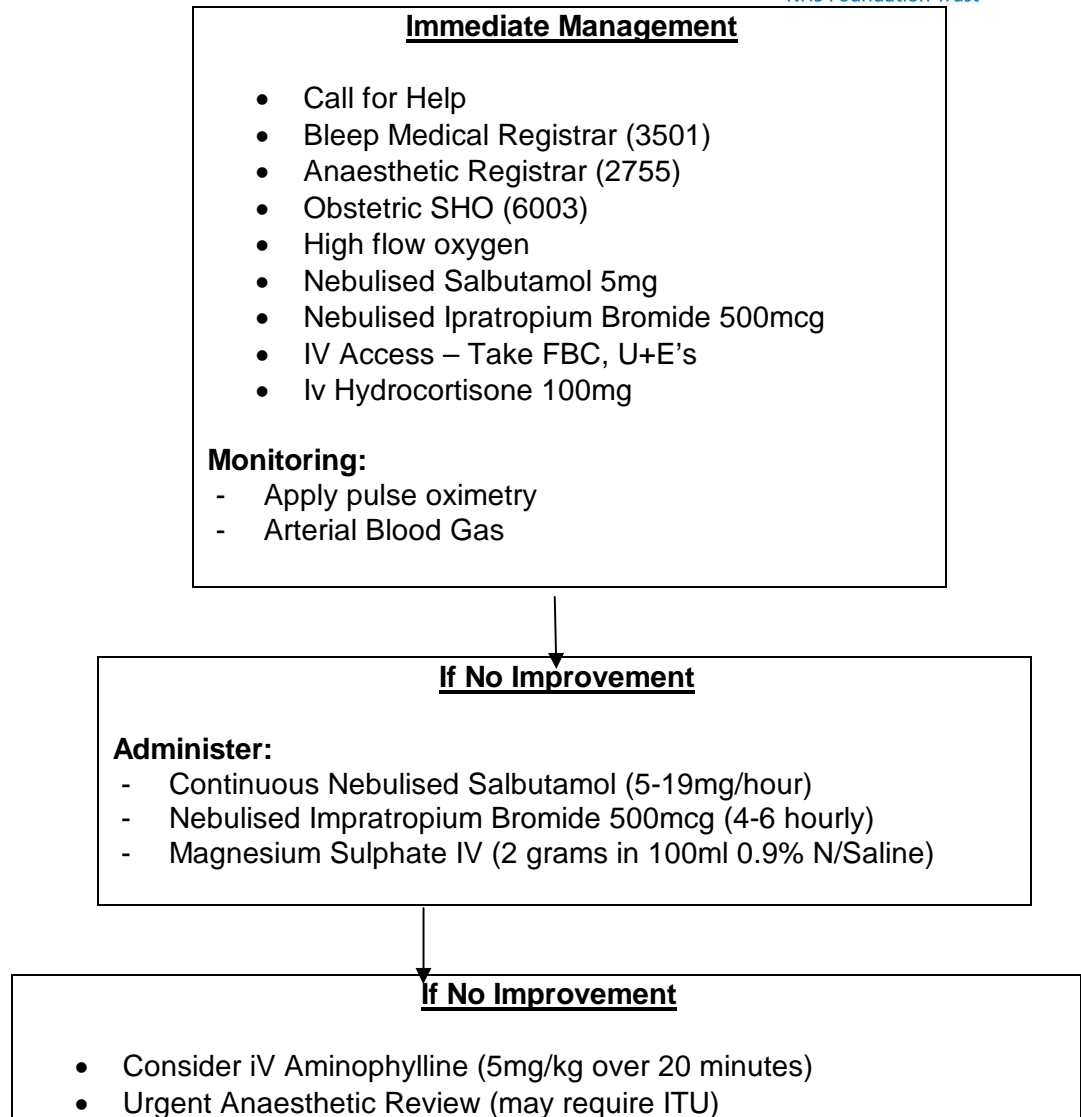 Immediate Management
• Call for Help
• Bleep Medical Registrar (3501)
• Anaesthetic Registrar (2755)
• Obstetric SHO (6003)
• High flow oxygen
• Nebulised Salbutamol 5mg
• Nebulised Ipratropium Bromide 500mcg
• IV Access – Take FBC, U+E's
• Iv Hydrocortisone 100mg
Monitoring:
- Apply pulse oximetry
- Arterial Blood Gas
If No Improvement
Administer:
- Continuous Nebulised Salbutamol (5-19mg/hour)
- Nebulised Impratropium Bromide 500mcg (4-6 hourly)
- Magnesium Sulphate IV (2 grams in 100ml 0.9% N/Saline)
If No Improvement
• Consider iV Aminophylline (5mg/kg over 20 minutes)
• Urgent Anaesthetic Review (may require ITU)